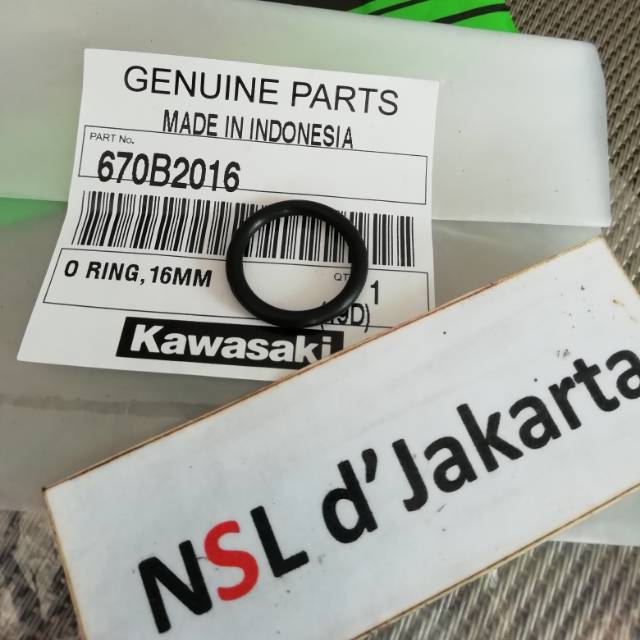 GENUINE PARTS
MADE IN INDONESIA
PART No.
670B2016
O RING,16MM
1
Kawasaki
NSL d'Jakarta